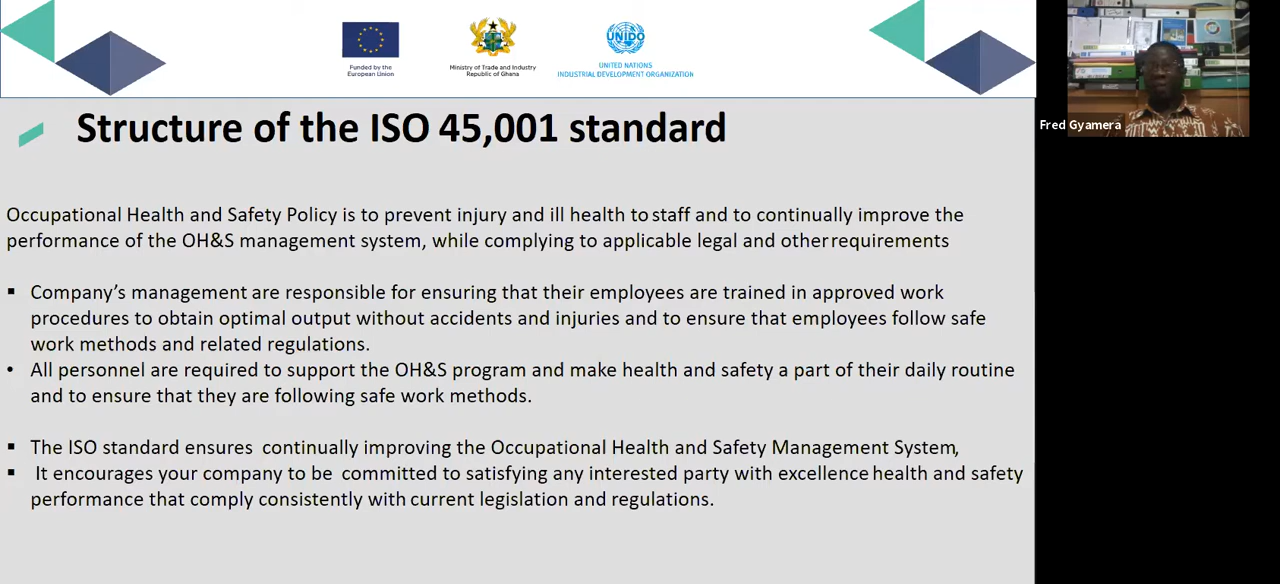 Funded by the
European Union
Ministry of Trade and Industry
Republic of Ghana
UNIDO
UNITED NATIONS
INDUSTRIAL DEVELOPMENT ORGANIZATION
Fred Gyamera
Structure of the ISO 45,001 standard
Occupational Health and Safety Policy is to prevent injury and ill health to staff and to continually improve the
performance of the OH&S management system, while complying to applicable legal and other requirements
▪ Company’s management are responsible for ensuring that their employees are trained in approved work
procedures to obtain optimal output without accidents and injuries and to ensure that employees follow safe
work methods and related regulations.
• All personnel are required to support the OH&S program and make health and safety a part of their daily routine
and to ensure that they are following safe work methods.
▪ The ISO standard ensures continually improving the Occupational Health and Safety Management System,
▪ It encourages your company to be committed to satisfying any interested party with excellence health and safety
performance that comply consistently with current legislation and regulations.